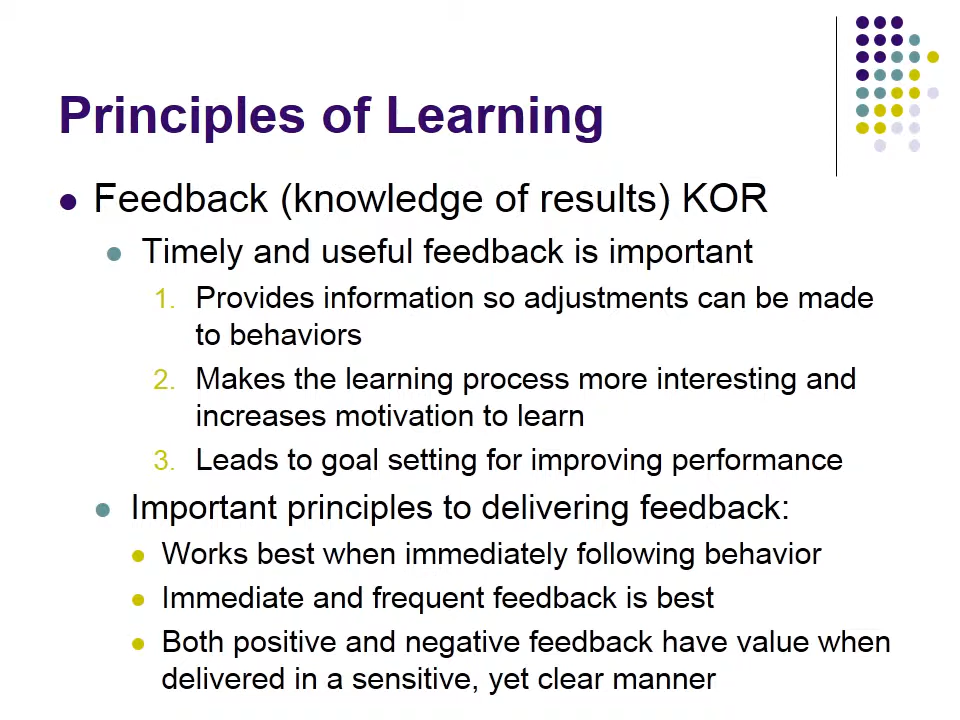 Principles of Learning
Feedback (knowledge of results) KOR
Timely and useful feedback is important
1. Provides information so adjustments can be made
to behaviors
2. Makes the learning process more interesting and
increases motivation to learn
3. Leads to goal setting for improving performance
Important principles to delivering feedback:
Works best when immediately following behavior
Immediate and frequent feedback is best
Both positive and negative feedback have value when
delivered in a sensitive, yet clear manner